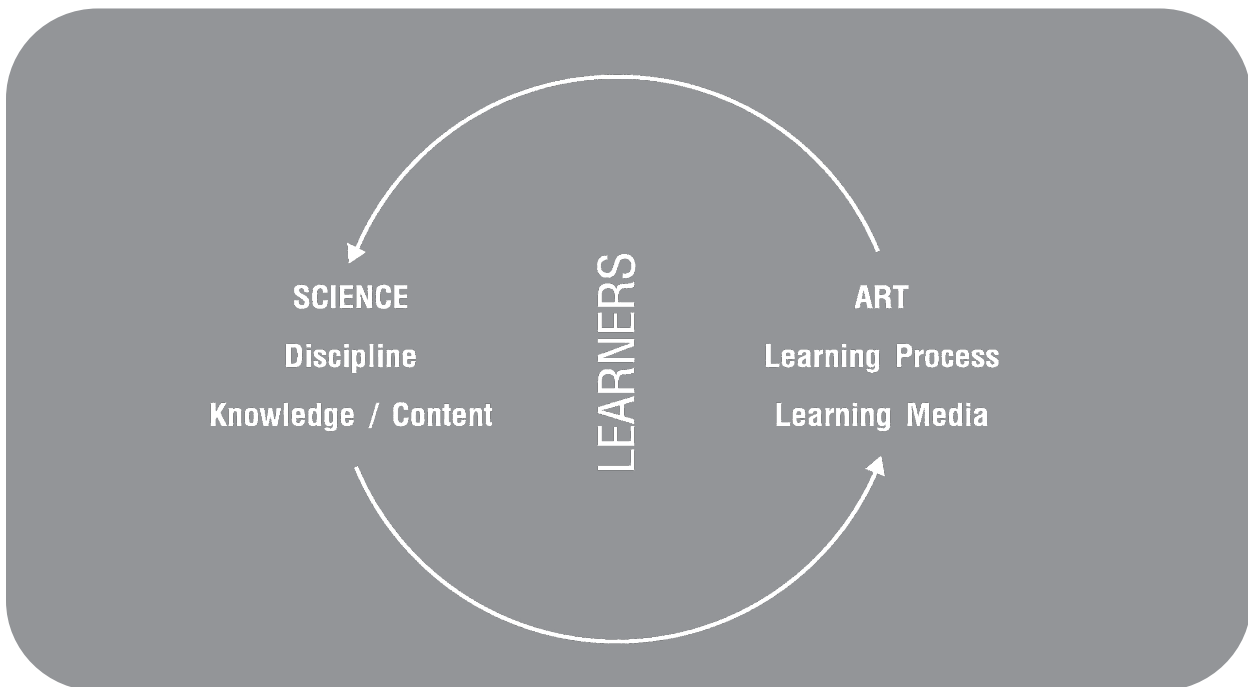 SCIENCE
Discipline
Knowledge / Content
LEARNERS
ART
Learning Process
Learning Media